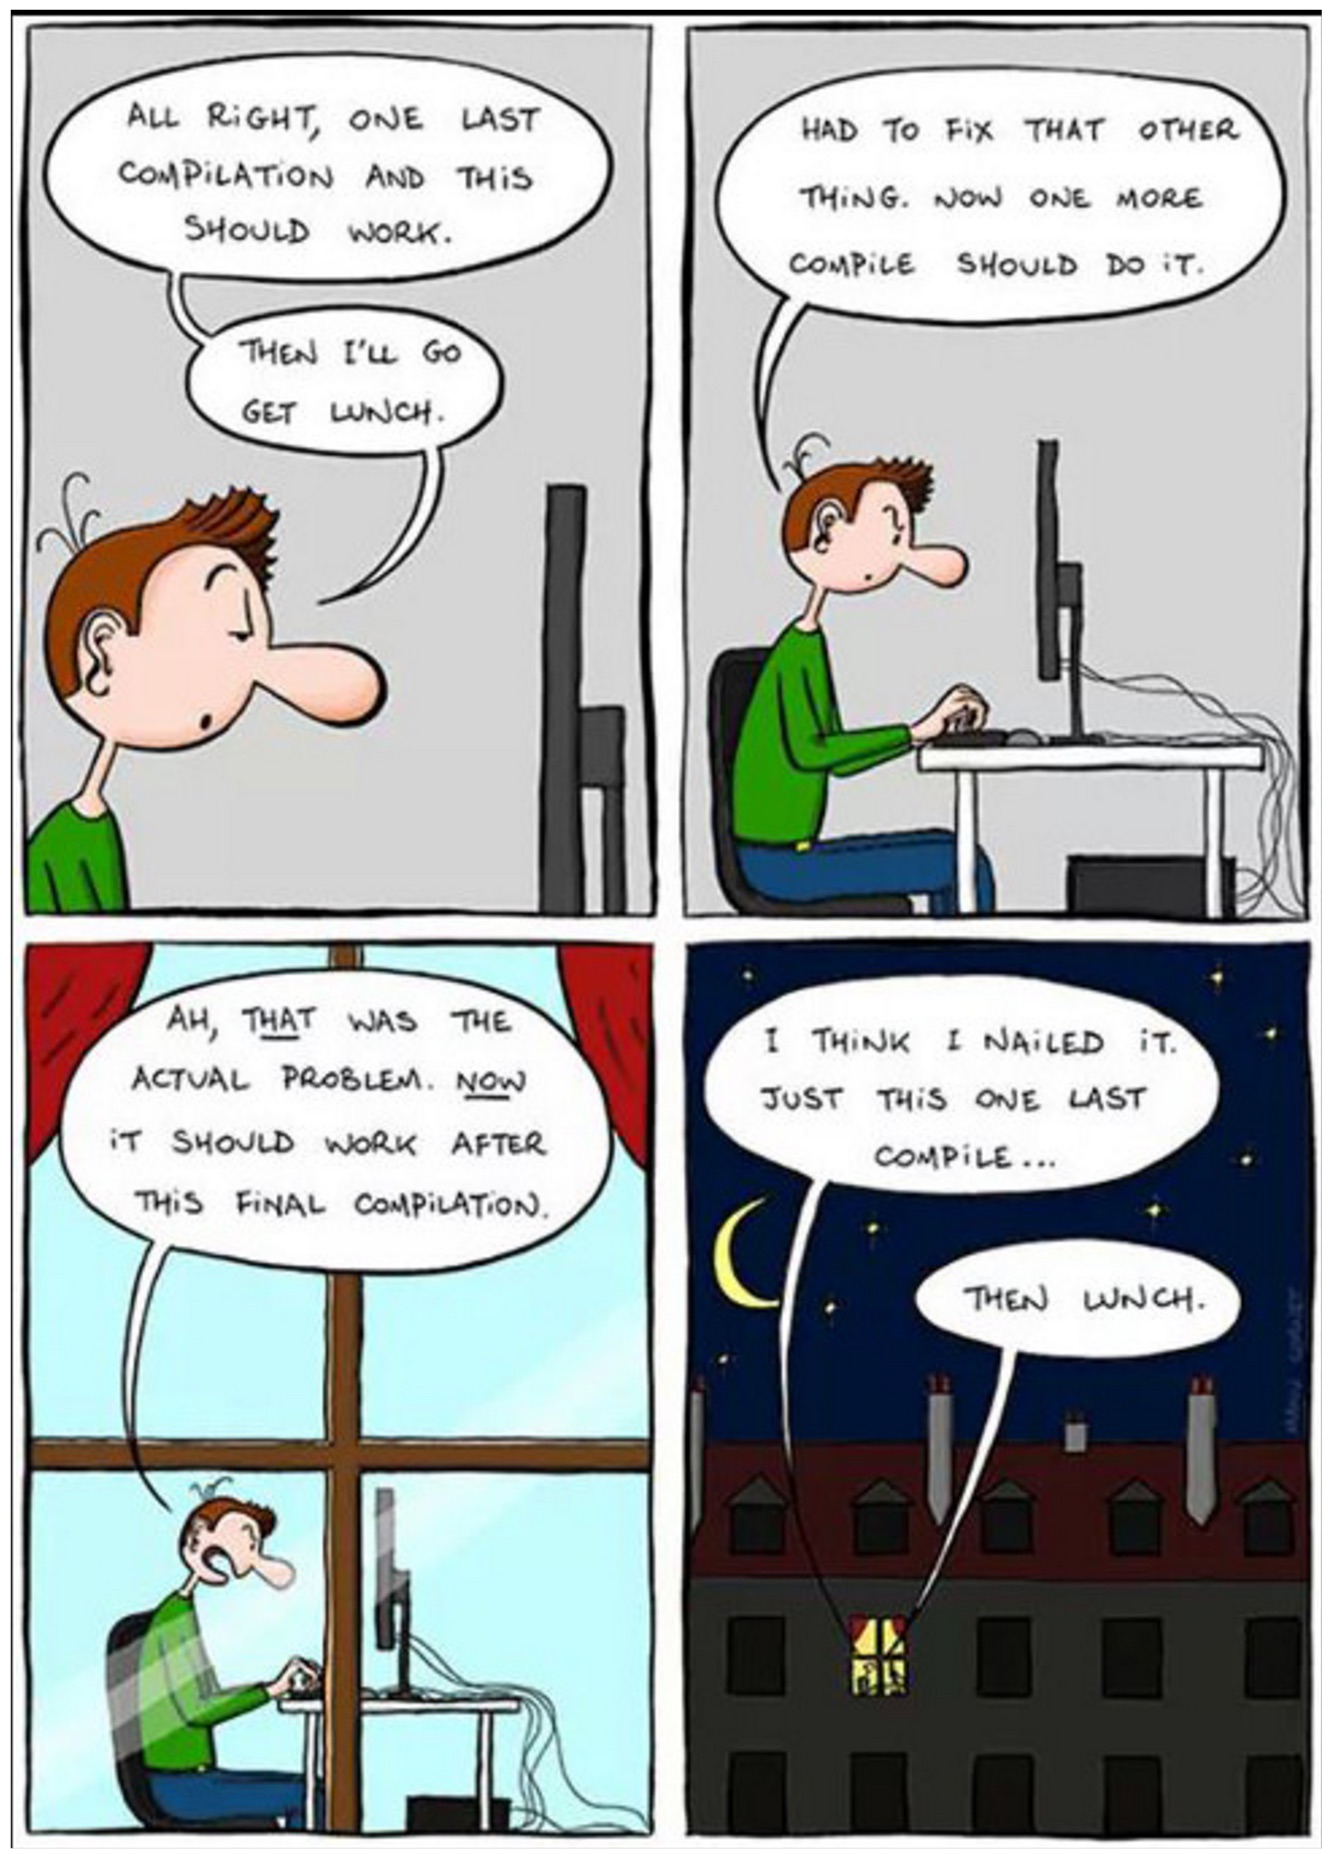 ALL RiGHT, ONE LAST
COMPiLATiON AND THiS
SHOULD WORK.
THEN I'LL GO
GET LUNCH.
HAD TO FiX THAT OTHER
THiNG. NOW ONE MORE
COMPiLE SHOULD DO iT.
AH, THAT WAS THE
ACTUAL PROBLEM. NOW
iT SHOULD WORK AFTER
THiS FiNAL COMPiLATiON.
I THiNK I NAiLED iT.
JUST THiS ONE LAST
COMPiLE...
THEN LUNCH.